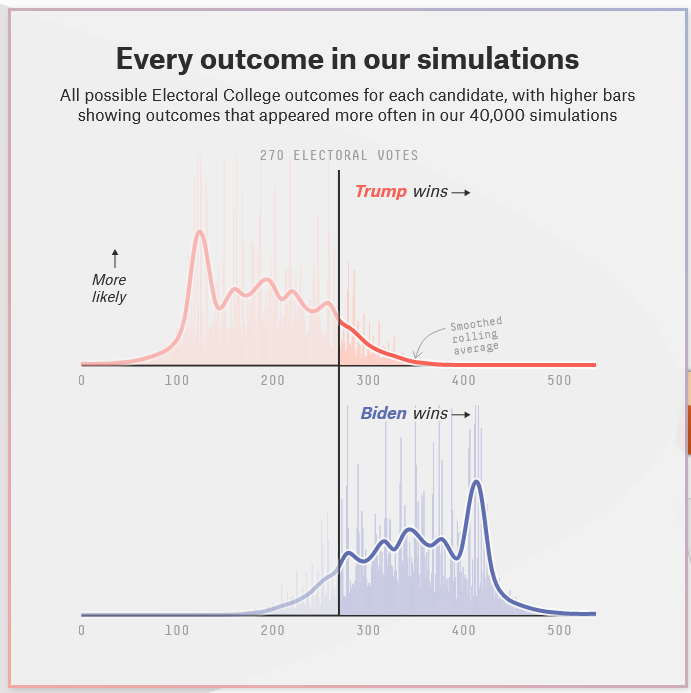 Every outcome in our simulations
All possible Electoral College outcomes for each candidate, with higher bars
showing outcomes that appeared more often in our 40,000 simulations
270 ELECTORAL VOTES
Trump wins →
More
likely
Smoothed
rolling
average
0 100 200 300 400 500
Biden wins →
0 100 200 300 400 500